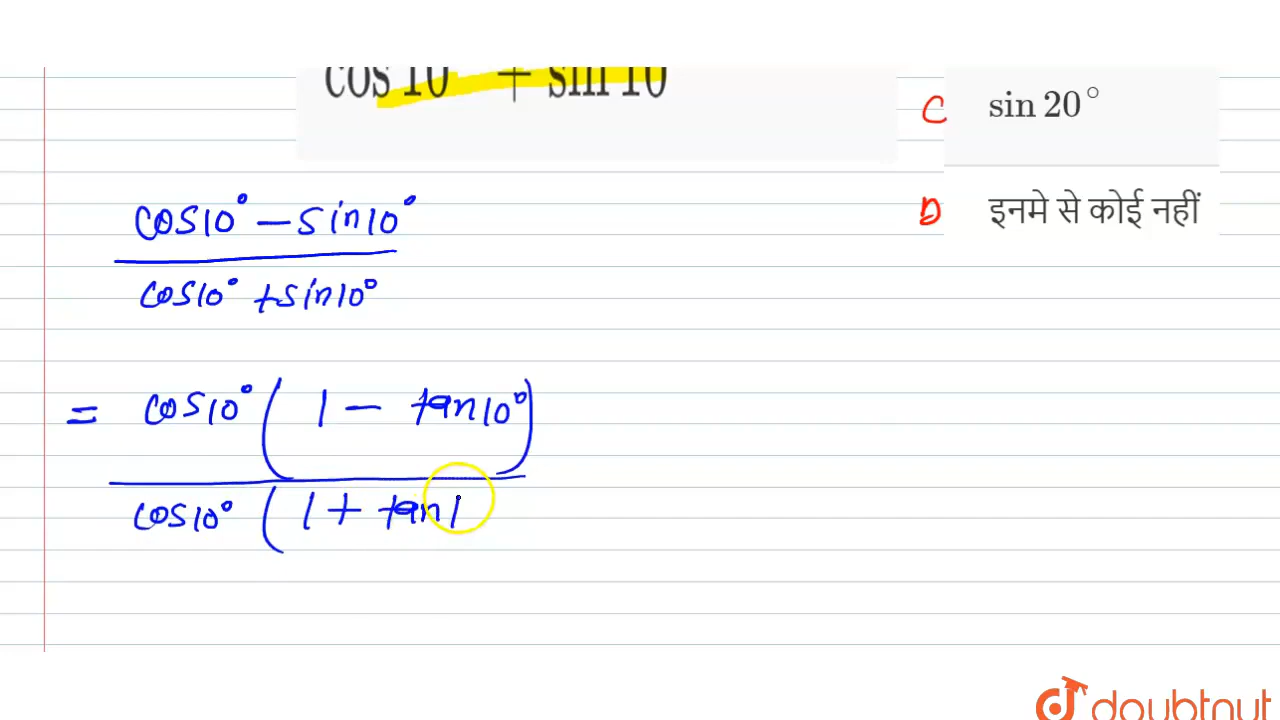 cos 10 + sin 10
C sin 20°
D इनमे से कोई नहीं
cos10° – sin10°
cos10° + sin10°
= cos10° ( 1 – tan10° )
cos10° ( 1 + tan1
doubtnut